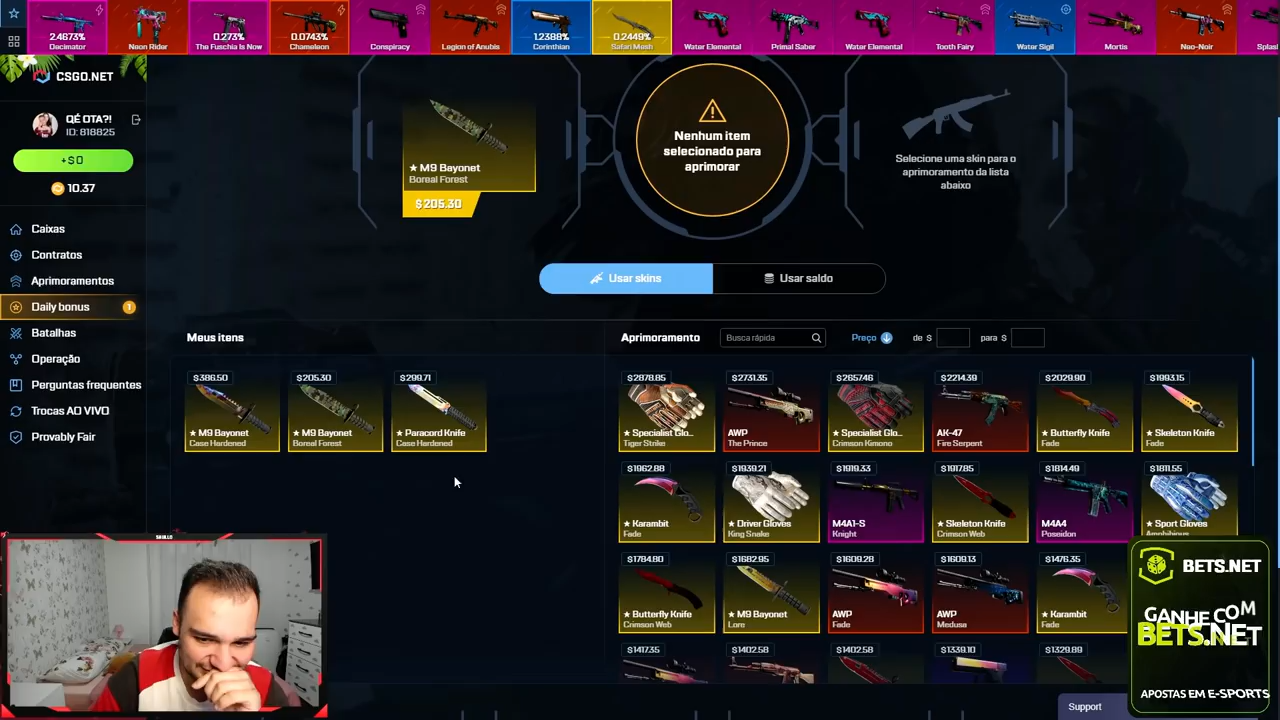 2.4673%
Decimator
Neon Rider
0.273%
The Fuschia Is Now
0.0743%
Chameleon
Conspiracy
Legion of Anubis
1.2388%
Corinthian
0.2449%
Safari Mesh
Water Elemental
Primal Saber
Water Elemental
Tooth Fairy
Water Sigil
Mortis
Neo-Noir
Splas
CSGO.NET
QÉ OTA?!
ID: 818825
+$0
10.37
Caixas
Contratos
Aprimoramentos
Daily bonus
1
Batalhas
Operação
Perguntas frequentes
Trocas AO VIVO
Provably Fair
★ M9 Bayonet
Boreal Forest
$205.30
Nenhum item
selecionado para
aprimorar
Selecione uma skin para o
aprimoramento da lista
abaixo
Usar skins
Usar saldo
Meus itens
$386.50
★ M9 Bayonet
Case Hardened
$205.30
★ M9 Bayonet
Boreal Forest
$299.71
★ Paracord Knife
Case Hardened
Aprimoramento
Busca rápida
Preço
de $
para $
$2878.85
★ Specialist Glo...
Tiger Strike
$2731.35
AWP
The Prince
$2657.46
★ Specialist Glo...
Crimson Kimono
$2214.39
AK-47
Fire Serpent
$2029.90
★ Butterfly Knife
Fade
$1993.15
★ Skeleton Knife
Fade
$1962.88
★ Karambit
Fade
$1939.21
★ Driver Gloves
King Snake
$1919.33
M4A1-S
Knight
$1917.85
★ Skeleton Knife
Crimson Web
$1814.49
M4A4
Poseidon
$1811.55
★ Sport Gloves
Amphibious
$1784.80
★ Butterfly Knife
Crimson Web
$1682.95
★ M9 Bayonet
Lore
$1609.28
AWP
Fade
$1609.13
AWP
Medusa
$1476.35
★ Karambit
Fade
$1417.35
$1402.58
$1402.58
$1339.10
$1329.89
BETS.NET
GANHE COM
BETS.NET
APOSTAS EM E-SPORTS
Support